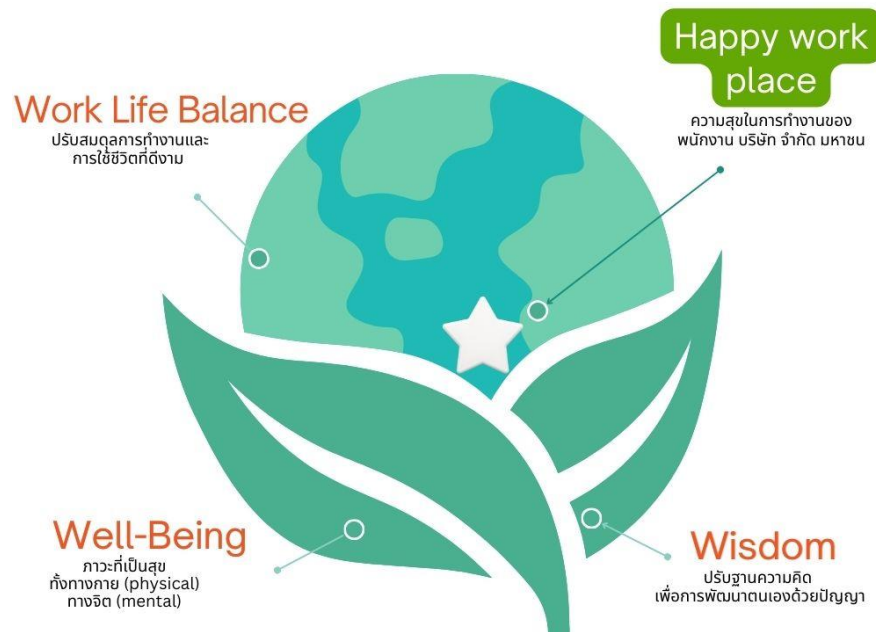 Happy work
place
ความสุขในการทำงานของ
พนักงาน บริษัท จำกัด มหาชน
Work Life Balance
ปรับสมดุลการทำงานและ
การใช้ชีวิตที่ดีงาม
Well-Being
ภาวะที่เป็นสุข
ทั้งทางกาย (physical)
ทางจิต (mental)
Wisdom
ปรับฐานความคิด
เพื่อการพัฒนาตนเองด้วยปัญญา